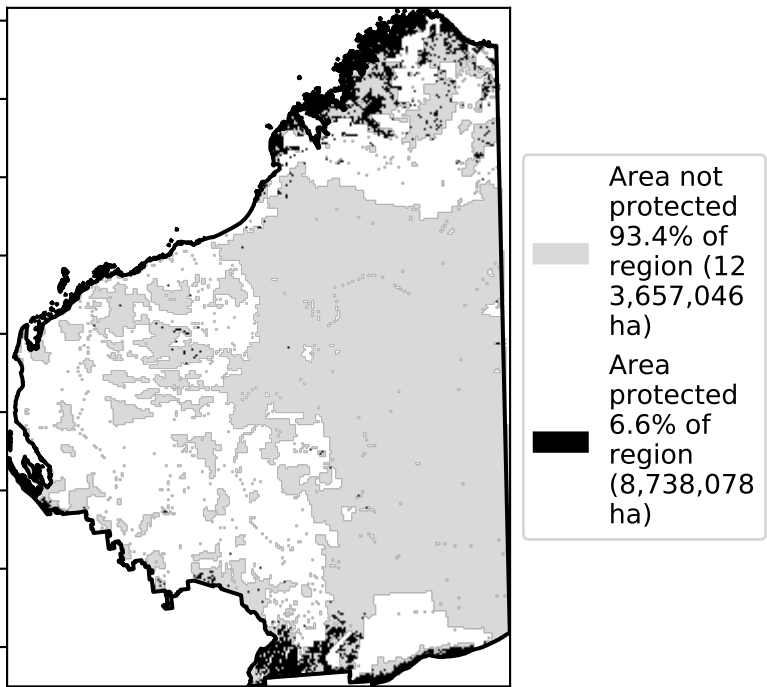 Area not
protected
93.4% of
region (12
3,657,046
ha)
Area
protected
6.6% of
region
(8,738,078
ha)